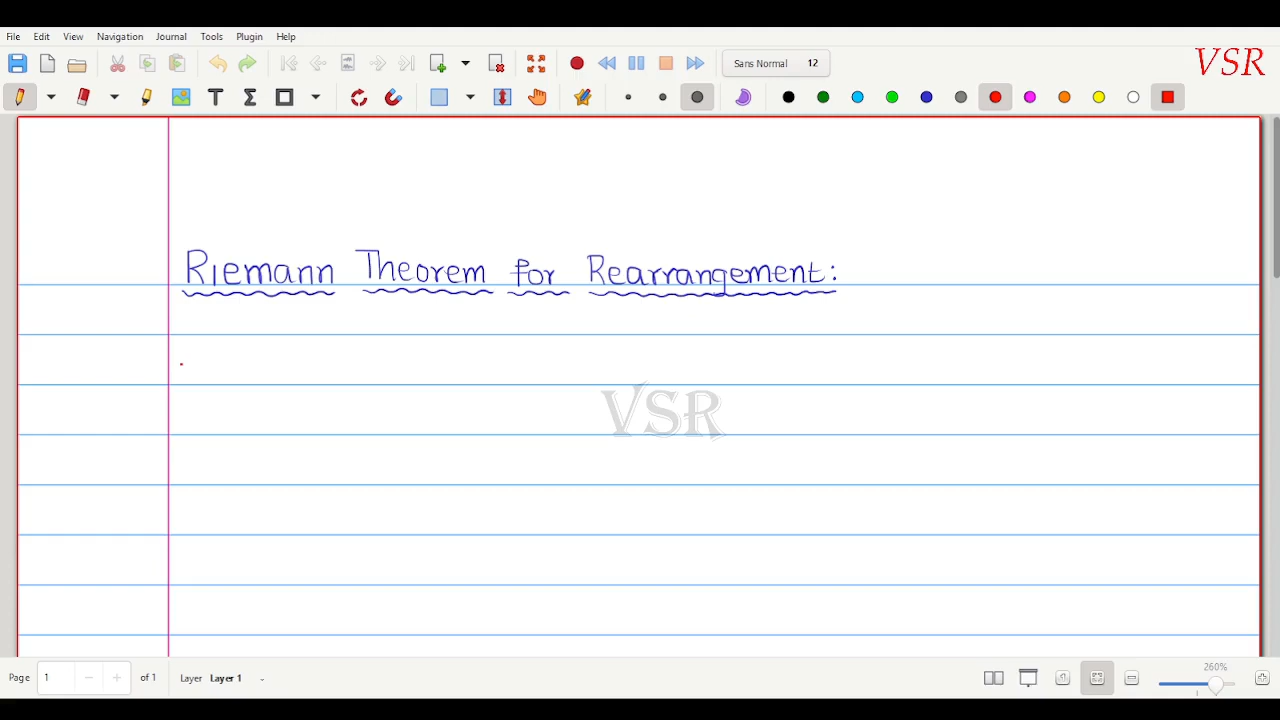 File Edit View Navigation Journal Tools Plugin Help
VSR
Sans Normal 12
Riemann Theorem for Rearrangement:
VSR
Page 1 of 1 Layer Layer 1 260%